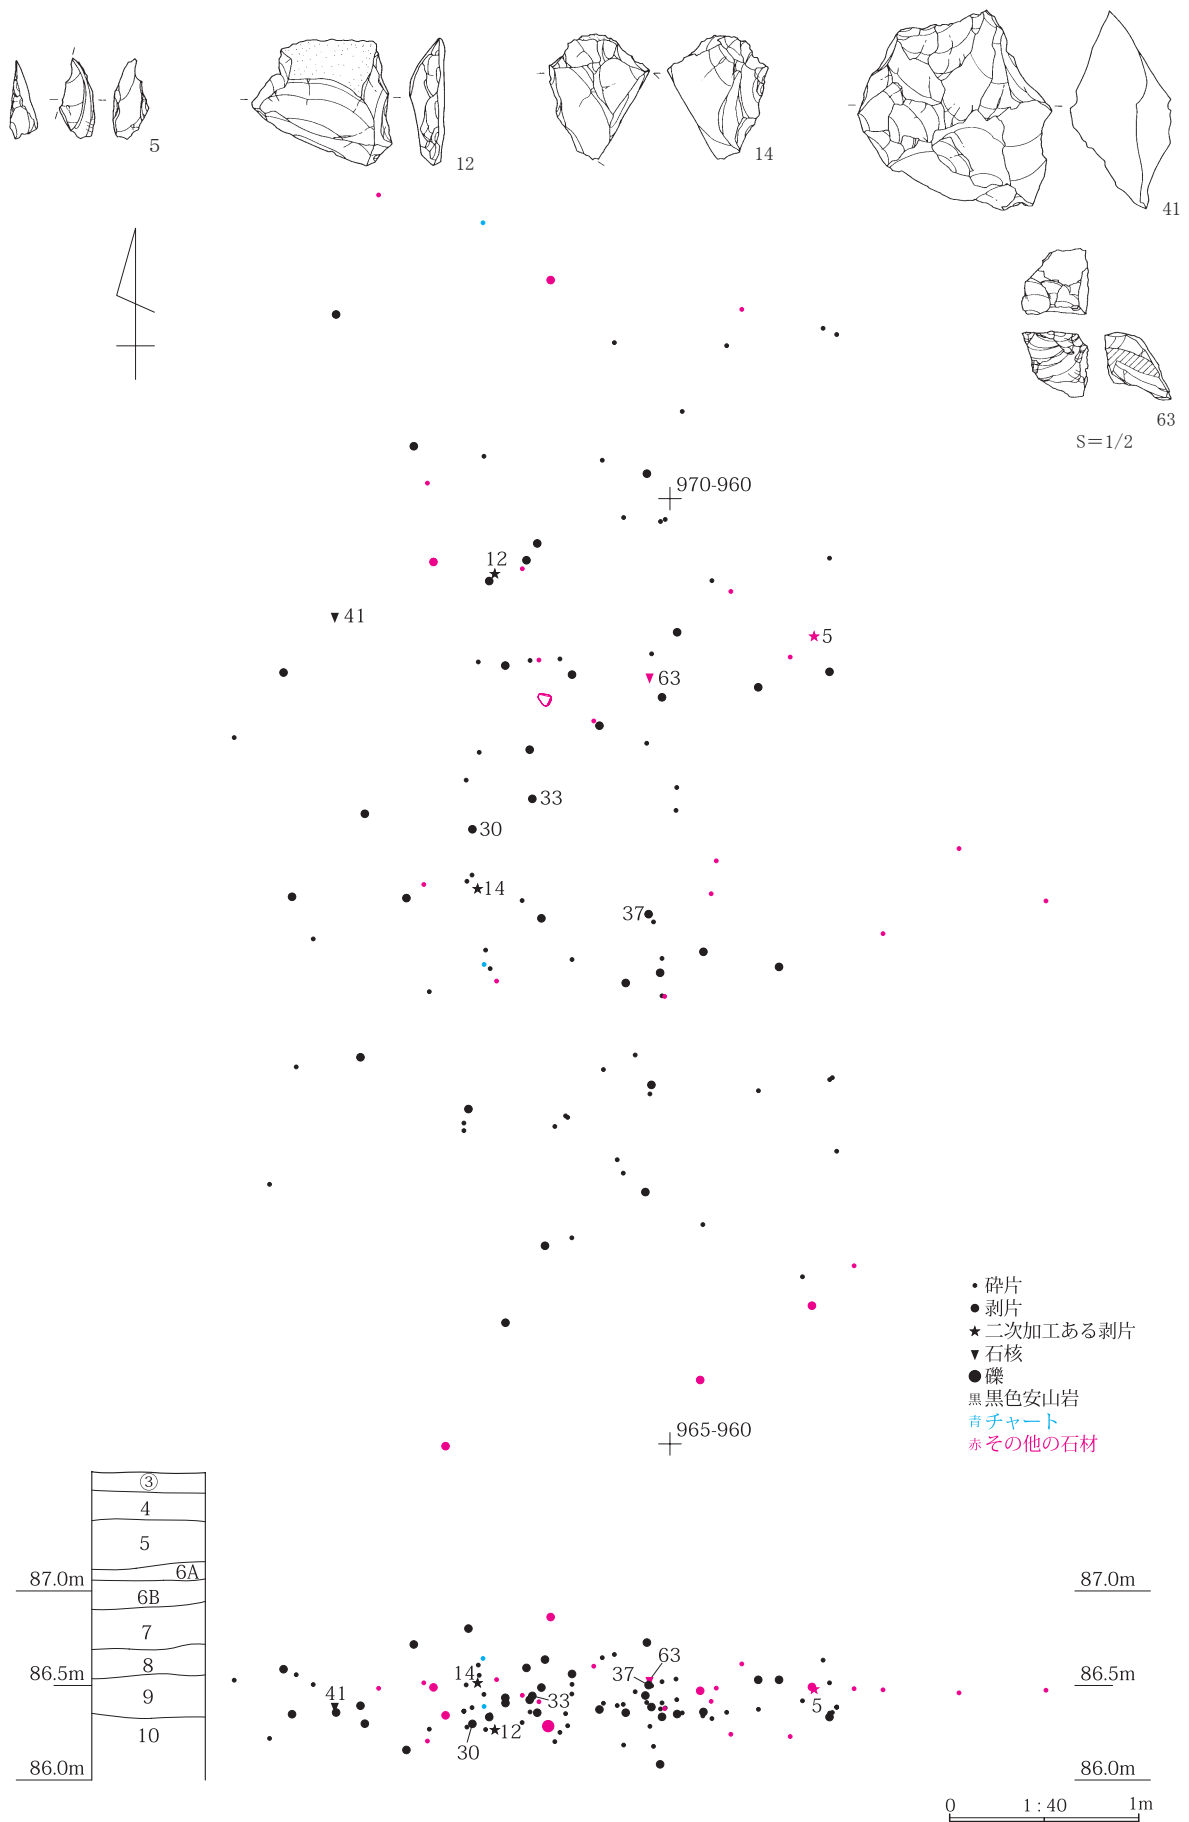 5
12
14
41
63
S=1/2
970-960
12
41
5
63
33
30
14
37
砕片
剥片
二次加工ある剥片
石核
礫
黒 黒色安山岩
青 チャート
赤 その他の石材
965-960
③
4
5
6A
6B
7
8
9
10
87.0m
86.5m
86.0m
87.0m
86.5m
86.0m
63
14
37
41
33
5
12
30
0 1:40 1m